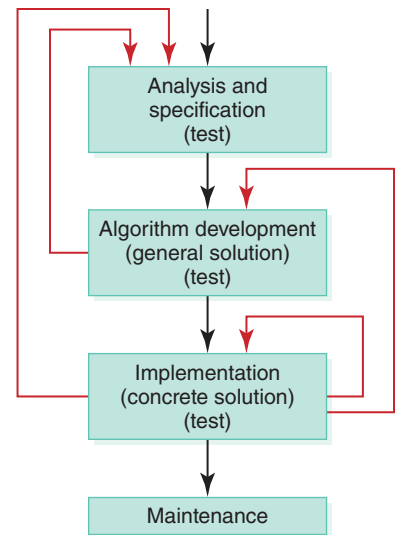 Analysis and
specification
(test)
Algorithm development
(general solution)
(test)
Implementation
(concrete solution)
(test)
Maintenance